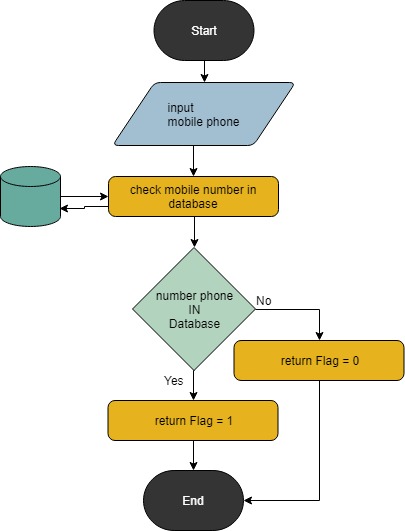 Start
input
mobile phone
check mobile number in
database
number phone
IN
Database
No
return Flag = 0
Yes
return Flag = 1
End